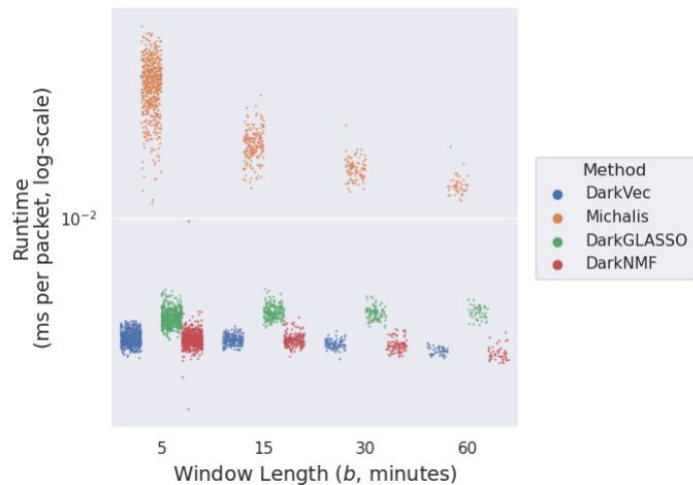 Runtime
(ms per packet, log-scale)
10⁻²
5
15
30
60
Window Length (b, minutes)
Method
DarkVec
Michalis
DarkGLASSO
DarkNMF